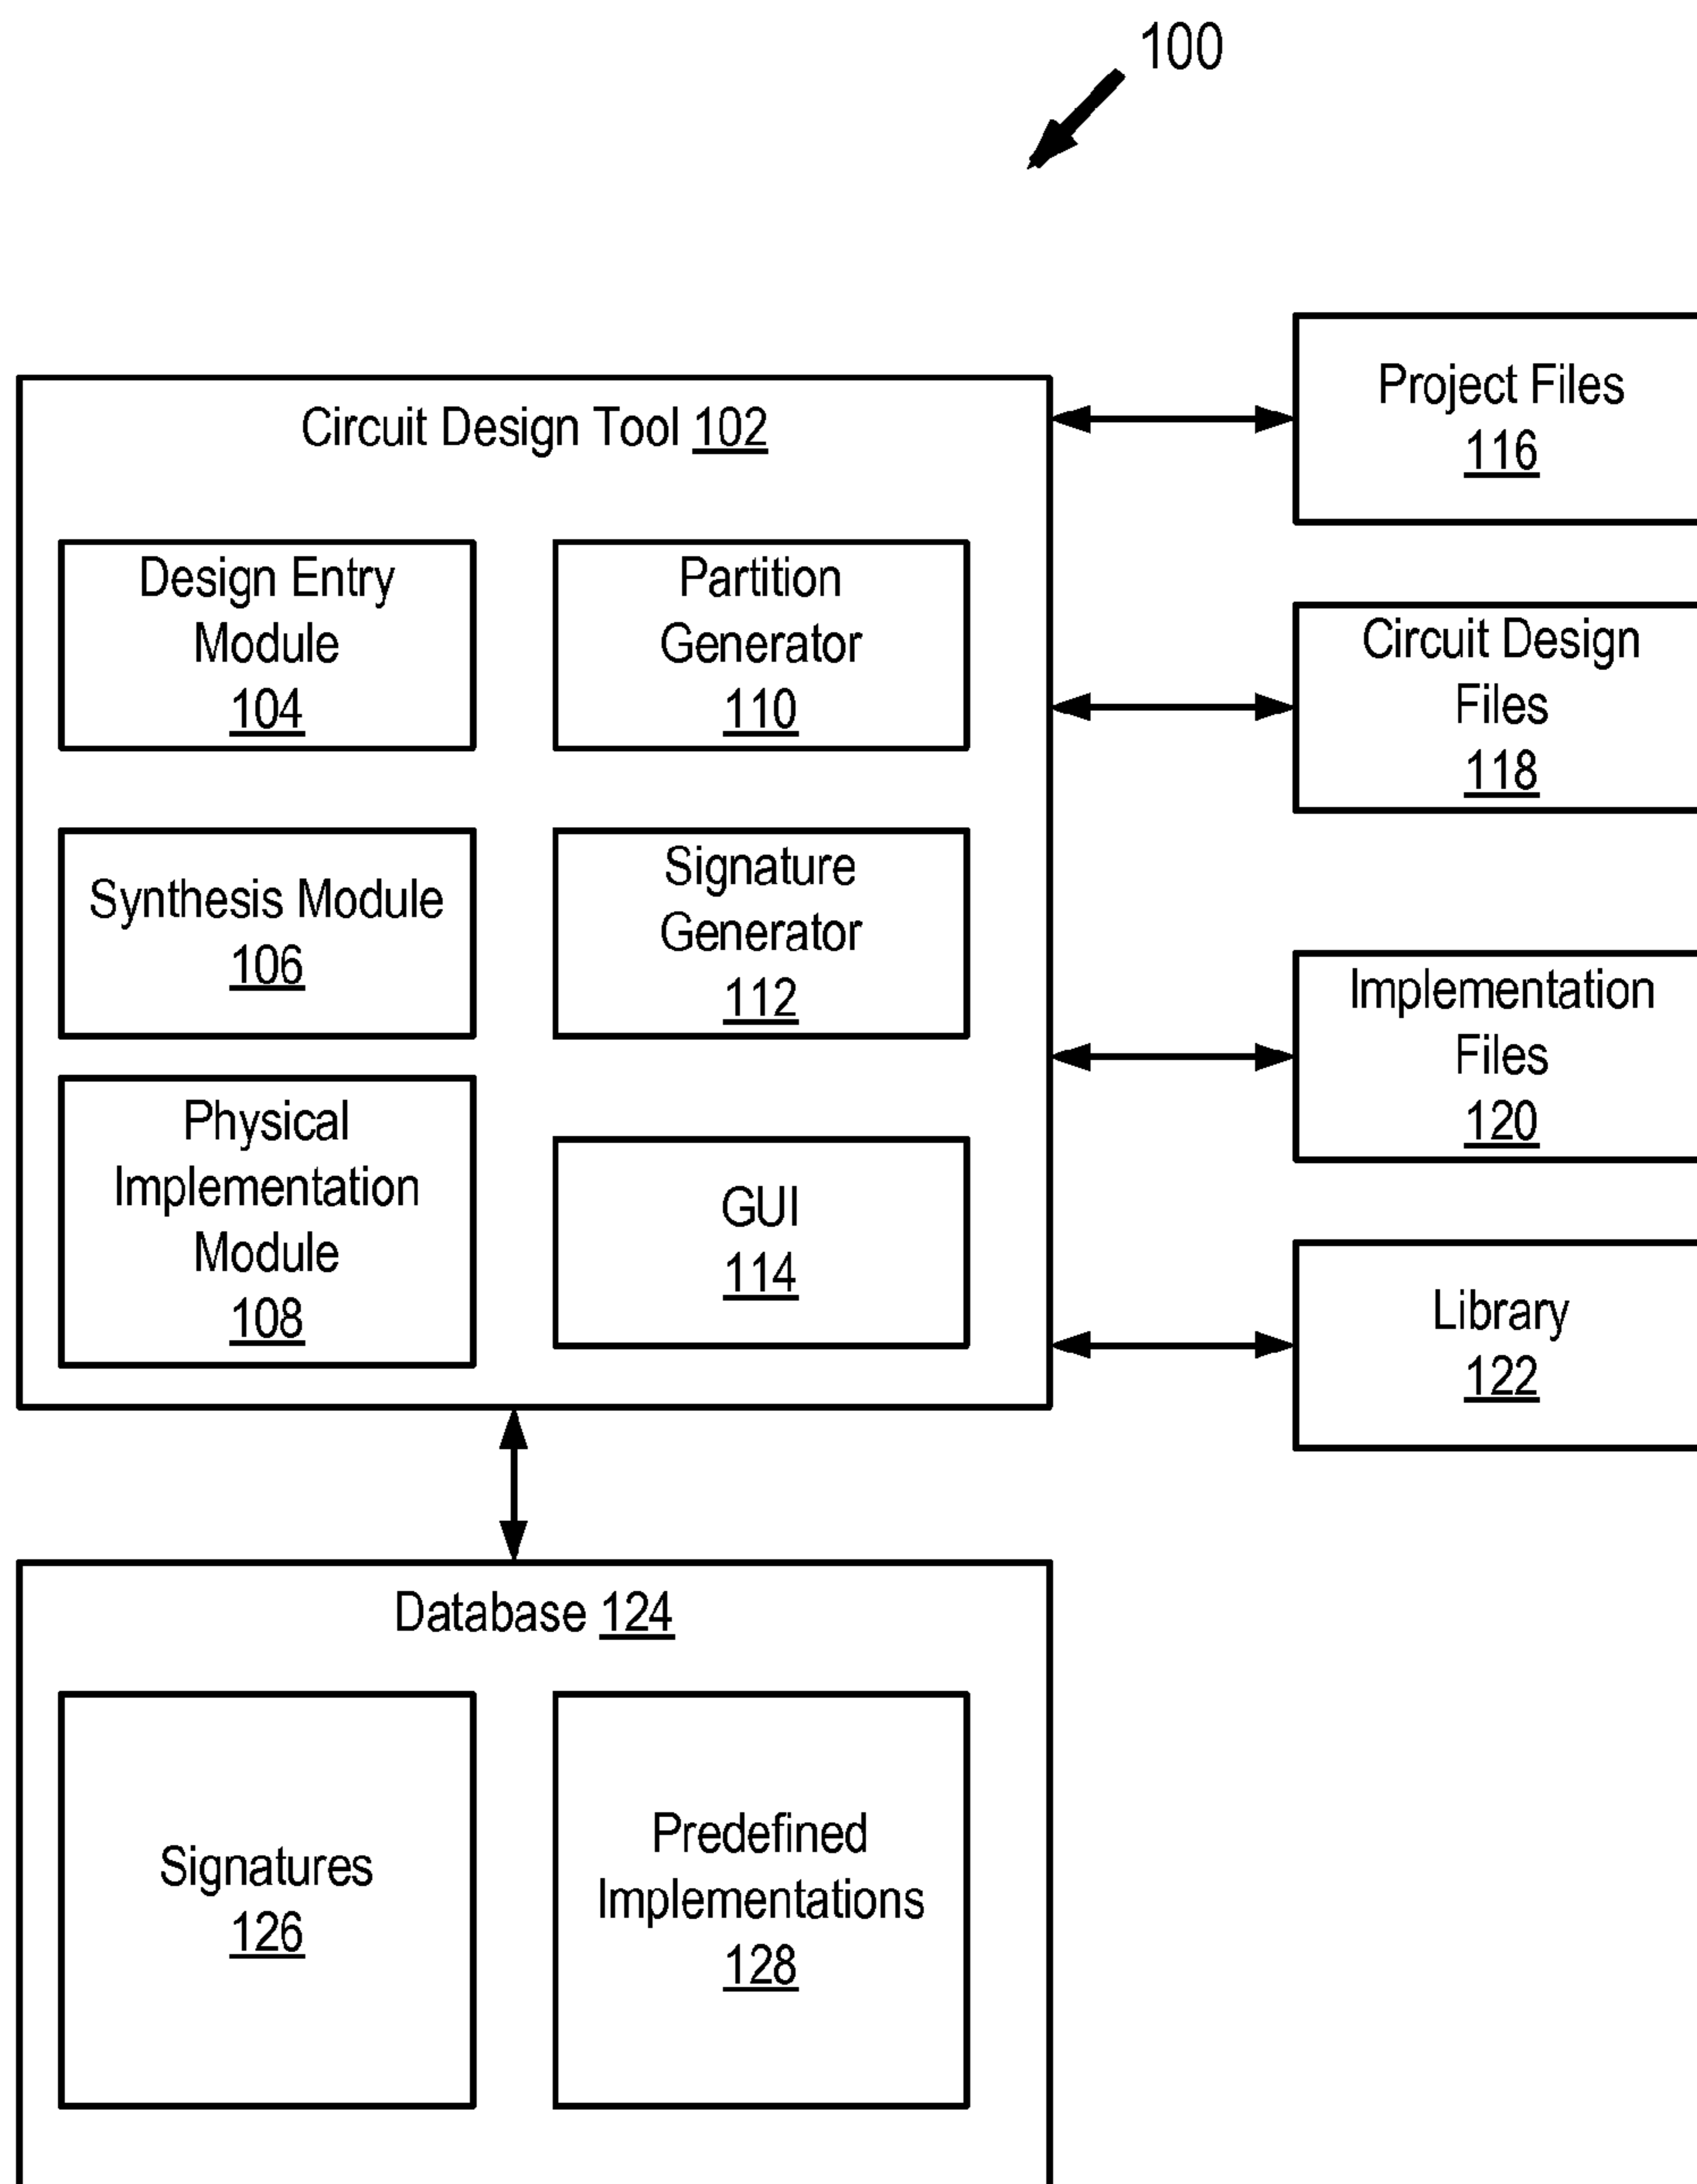 100
Circuit Design Tool 102
Design Entry
Module
104
Partition
Generator
110
Synthesis Module
106
Signature
Generator
112
Physical
Implementation
Module
108
GUI
114
Project Files
116
Circuit Design
Files
118
Implementation
Files
120
Library
122
Database 124
Signatures
126
Predefined
Implementations
128